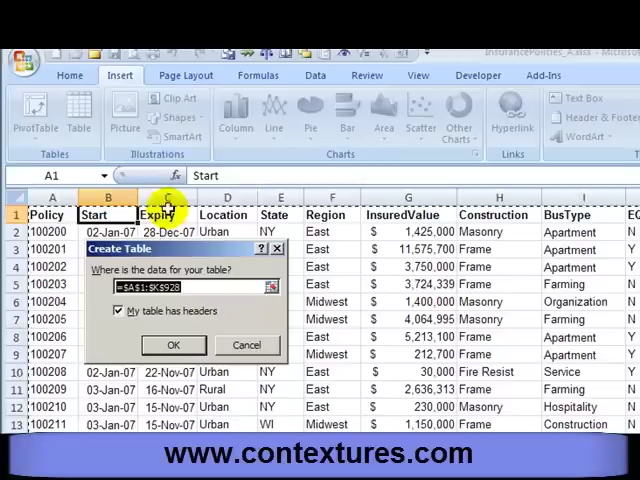 InsurancePolicies_A.xlsx - Microsoft
Home Insert Page Layout Formulas Data Review View Developer Add-Ins
PivotTable Table Picture Clip Art Shapes SmartArt Column Line Pie Bar Area Scatter Other Charts Hyperlink Text Box Header & Footer WordArt
Tables Illustrations Charts Links
A1 fx Start
A B C D E F G H I
1 Policy Start Expiry Location State Region InsuredValue Construction BusType
2 100200 02-Jan-07 28-Dec-07 Urban NY East $ 1,425,000 Masonry Apartment
3 100201 East $ 11,575,700 Frame Apartment
4 100202 East $ 3,750,000 Frame Apartment
5 100203 East $ 3,724,339 Frame Farming
6 100204 Midwest $ 1,400,000 Masonry Organization
7 100205 Midwest $ 4,064,995 Frame Farming
8 100206 East $ 5,213,100 Frame Apartment
9 100207 Midwest $ 212,700 Frame Apartment
10 100208 02-Jan-07 22-Nov-07 Urban NY East $ 30,000 Fire Resist Service
11 100209 03-Jan-07 16-Nov-07 Rural NY East $ 2,636,313 Frame Farming
12 100210 03-Jan-07 15-Nov-07 Urban NY East $ 230,000 Masonry Hospitality
13 100211 03-Jan-07 15-Nov-07 Urban WI Midwest $ 1,150,000 Frame Construction
Create Table
Where is the data for your table?
=$A$1:$K$928
My table has headers
OK Cancel
www.contextures.com